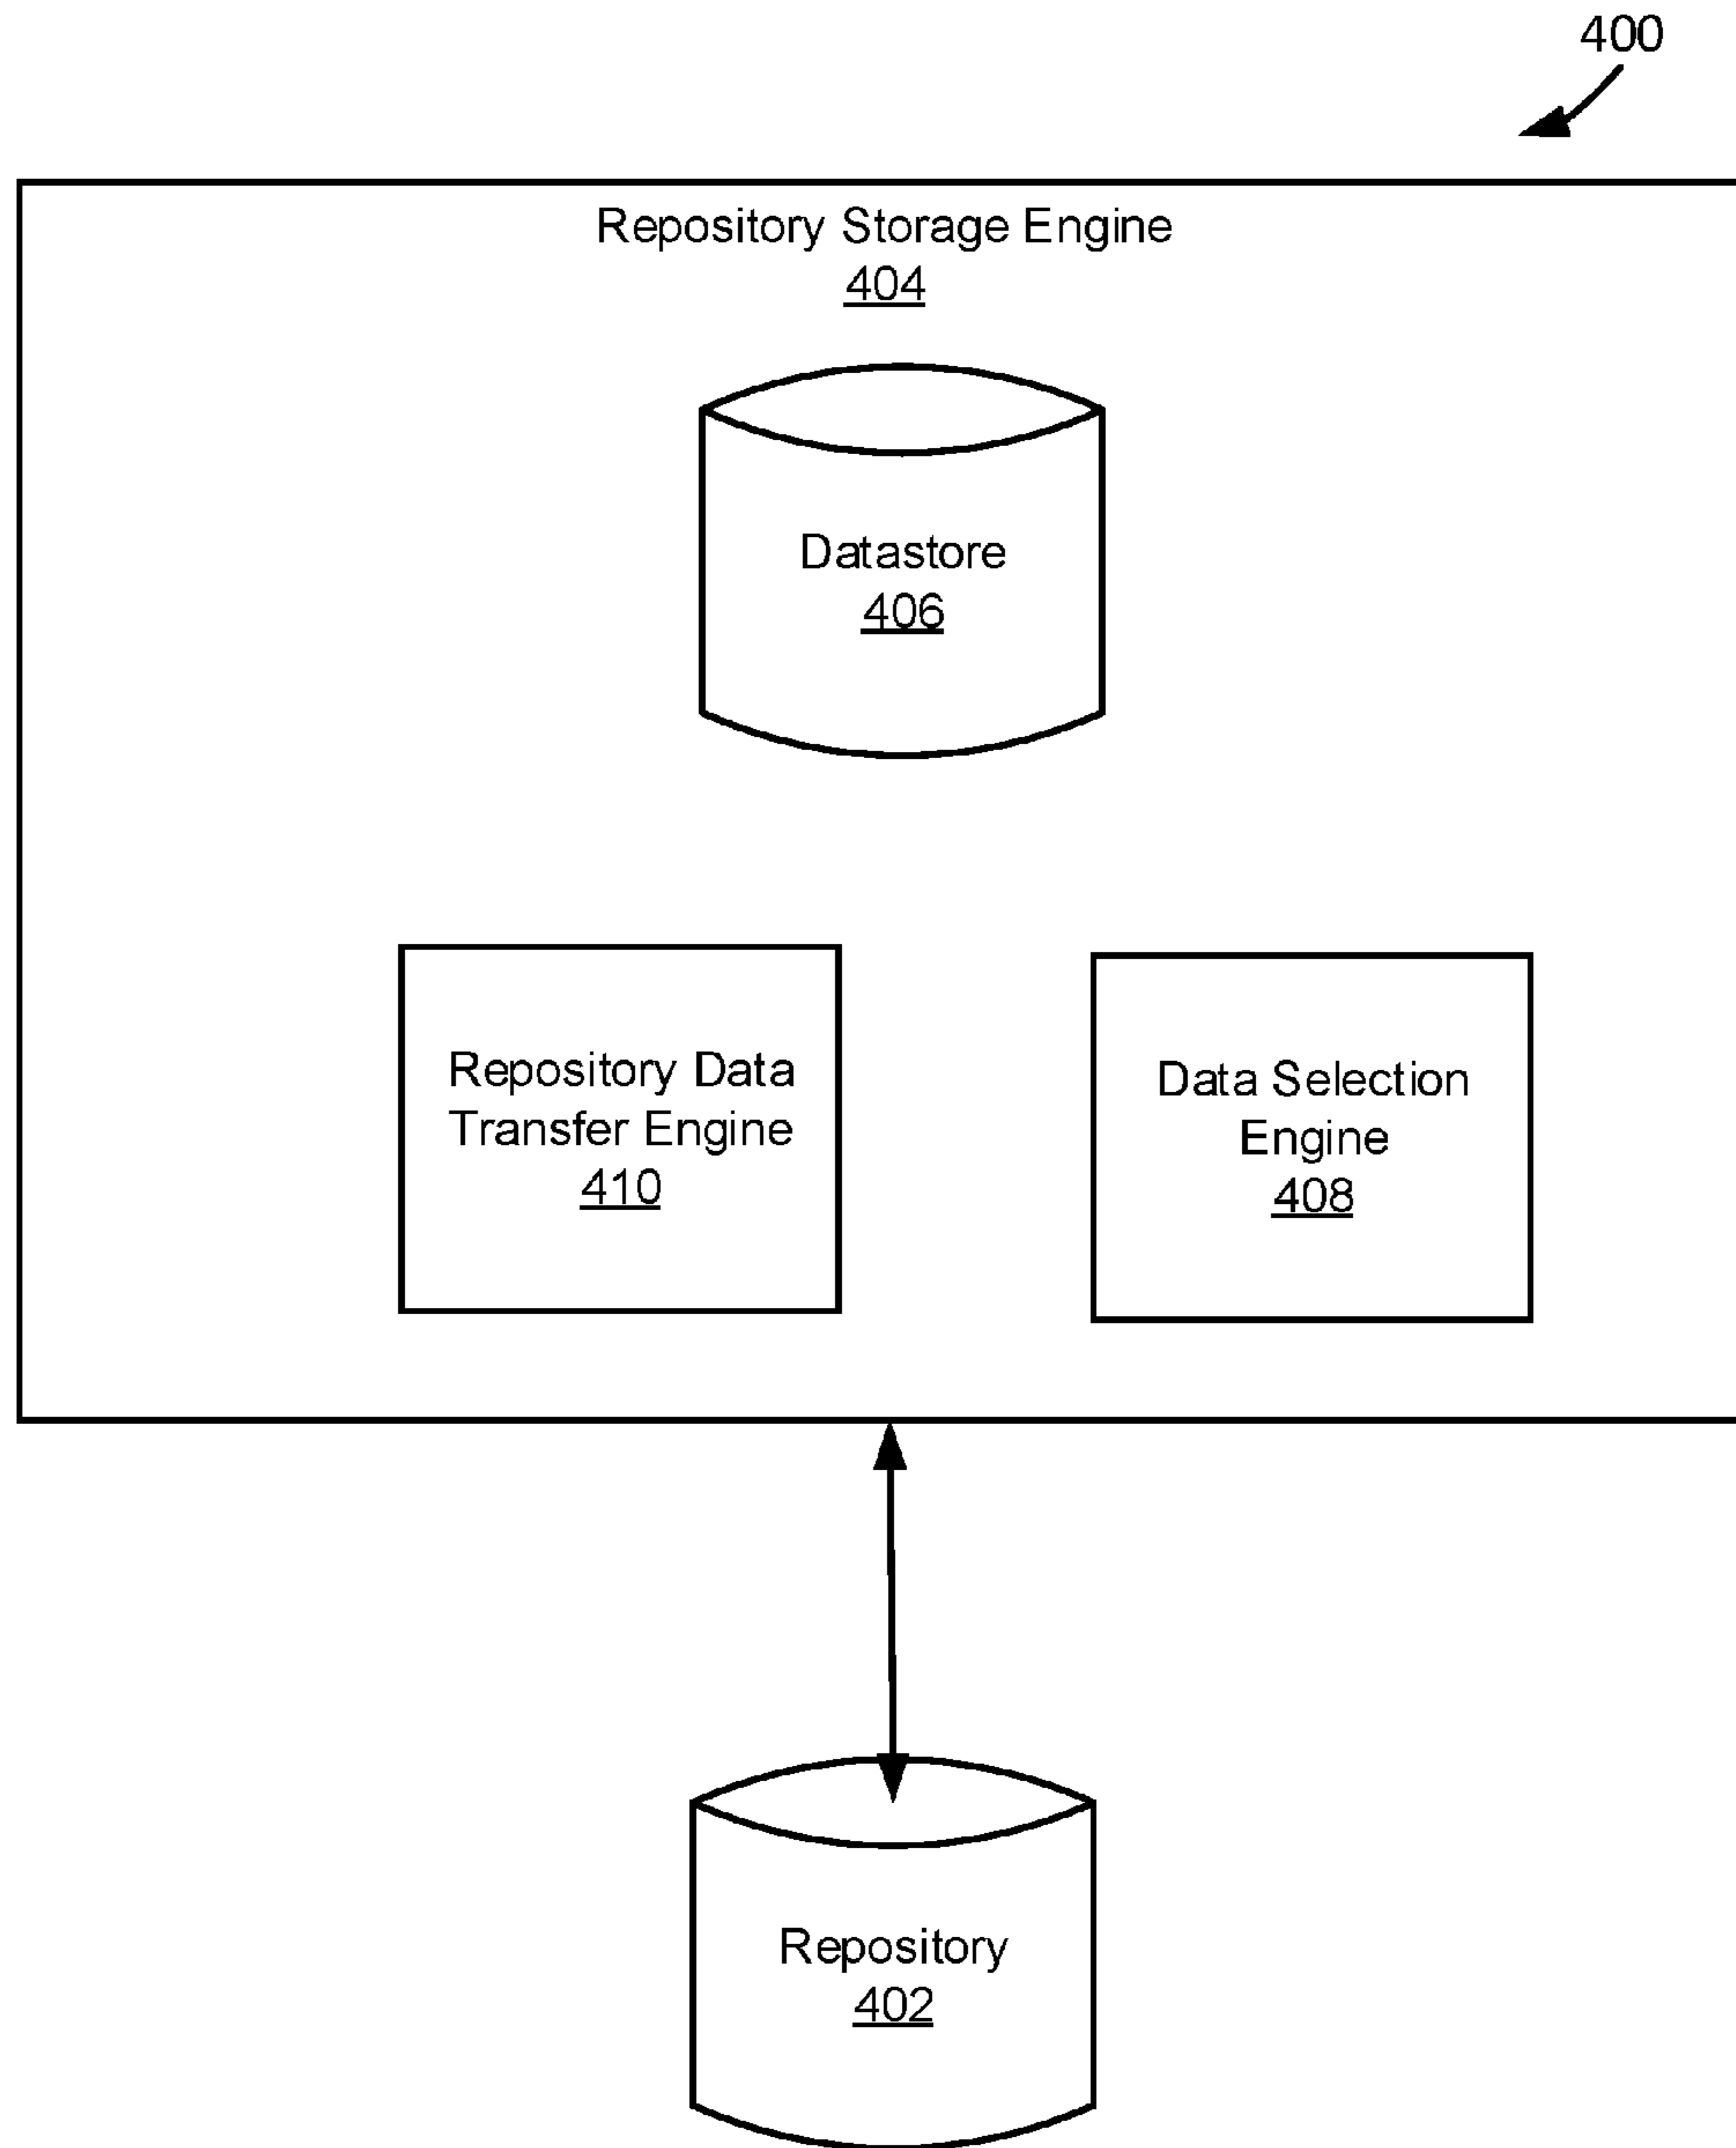 400
Repository Storage Engine
404
Datastore
406
Repository Data
Transfer Engine
410
Data Selection
Engine
408
Repository
402